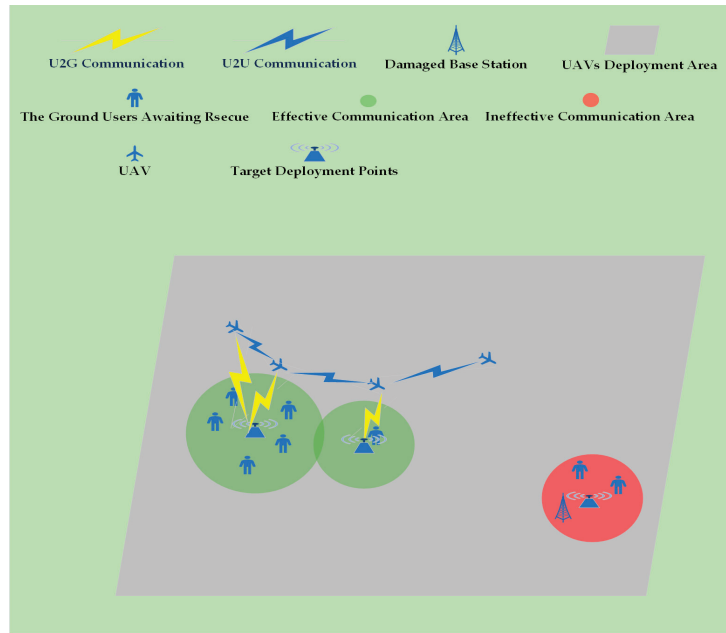 U2G Communication
U2U Communication
Damaged Base Station
UAVs Deployment Area
The Ground Users Awaiting Rsecue
Effective Communication Area
Ineffective Communication Area
UAV
Target Deployment Points